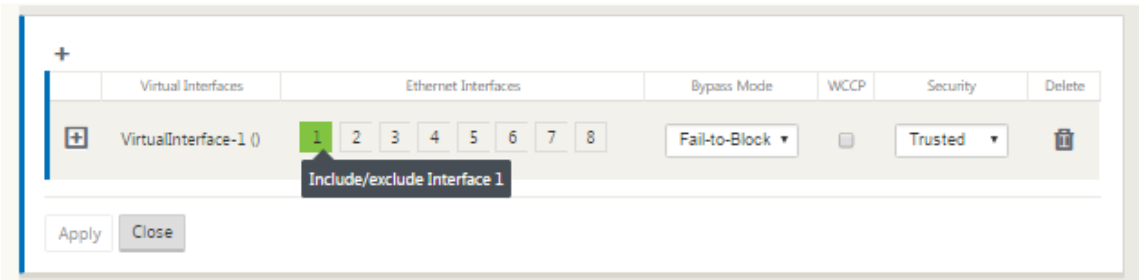 +
Virtual Interfaces Ethernet Interfaces Bypass Mode WCCP Security Delete
+ VirtualInterface-1 () 1 2 3 4 5 6 7 8 Fail-to-Block Trusted
Include/exclude Interface 1
Apply Close